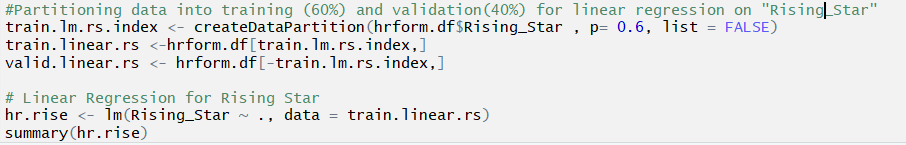 #Partitioning data into training (60%) and validation(40%) for linear regression on "Rising_Star"
train.lm.rs.index <- createDataPartition(hrform.df$Rising_Star , p= 0.6, list = FALSE)
train.linear.rs <-hrform.df[train.lm.rs.index,]
valid.linear.rs <- hrform.df[-train.lm.rs.index,]
# Linear Regression for Rising Star
hr.rise <- lm(Rising_Star ~ ., data = train.linear.rs)
summary(hr.rise)